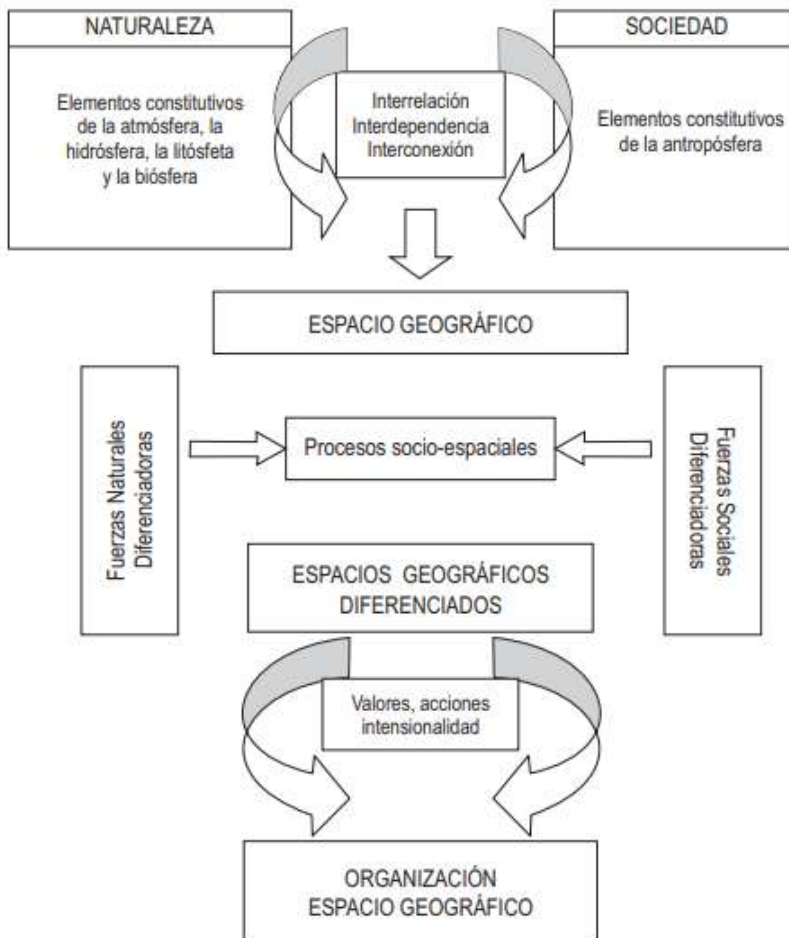 NATURALEZA
Elementos constitutivos
de la atmósfera, la
hidrósfera, la litósfeta
y la biósfera
Interrelación
Interdependencia
Interconexión
SOCIEDAD
Elementos constitutivos
de la antropósfera
ESPACIO GEOGRÁFICO
Fuerzas Naturales
Diferenciadoras
Procesos socio-espaciales
Fuerzas Sociales
Diferenciadoras
ESPACIOS GEOGRÁFICOS
DIFERENCIADOS
Valores, acciones
intensionalidad
ORGANIZACIÓN
ESPACIO GEOGRÁFICO